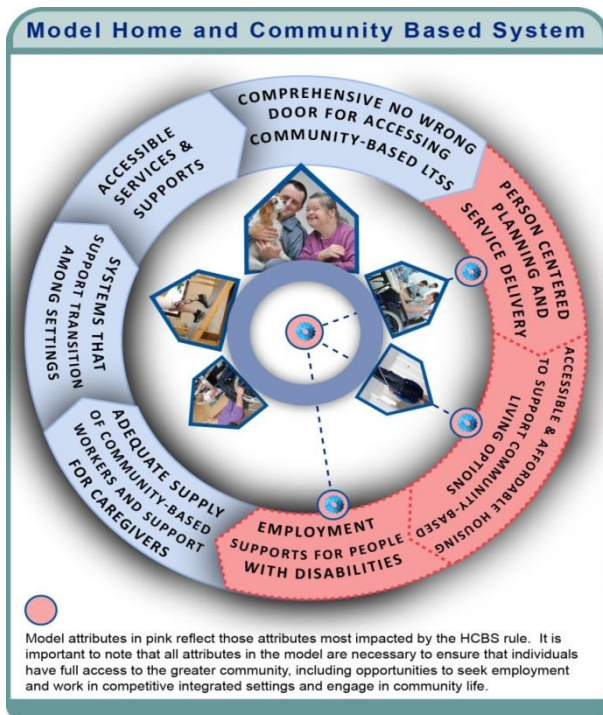 Model Home and Community Based System
COMPREHENSIVE NO WRONG
DOOR FOR ACCESSING
COMMUNITY-BASED LTSS
PERSON CENTERED
PLANNING AND
SERVICE DELIVERY
ACCESSIBLE & AFFORDABLE HOUSING
TO SUPPORT COMMUNITY-BASED
LIVING OPTIONS
EMPLOYMENT
SUPPORTS FOR PEOPLE
WITH DISABILITIES
ADEQUATE SUPPLY
OF COMMUNITY-BASED
WORKERS AND SUPPORT
FOR CAREGIVERS
SYSTEMS THAT
SUPPORT TRANSITION
AMONG SETTINGS
ACCESSIBLE
SERVICES &
SUPPORTS
Model attributes in pink reflect those attributes most impacted by the HCBS rule. It is
important to note that all attributes in the model are necessary to ensure that individuals
have full access to the greater community, including opportunities to seek employment
and work in competitive integrated settings and engage in community life.